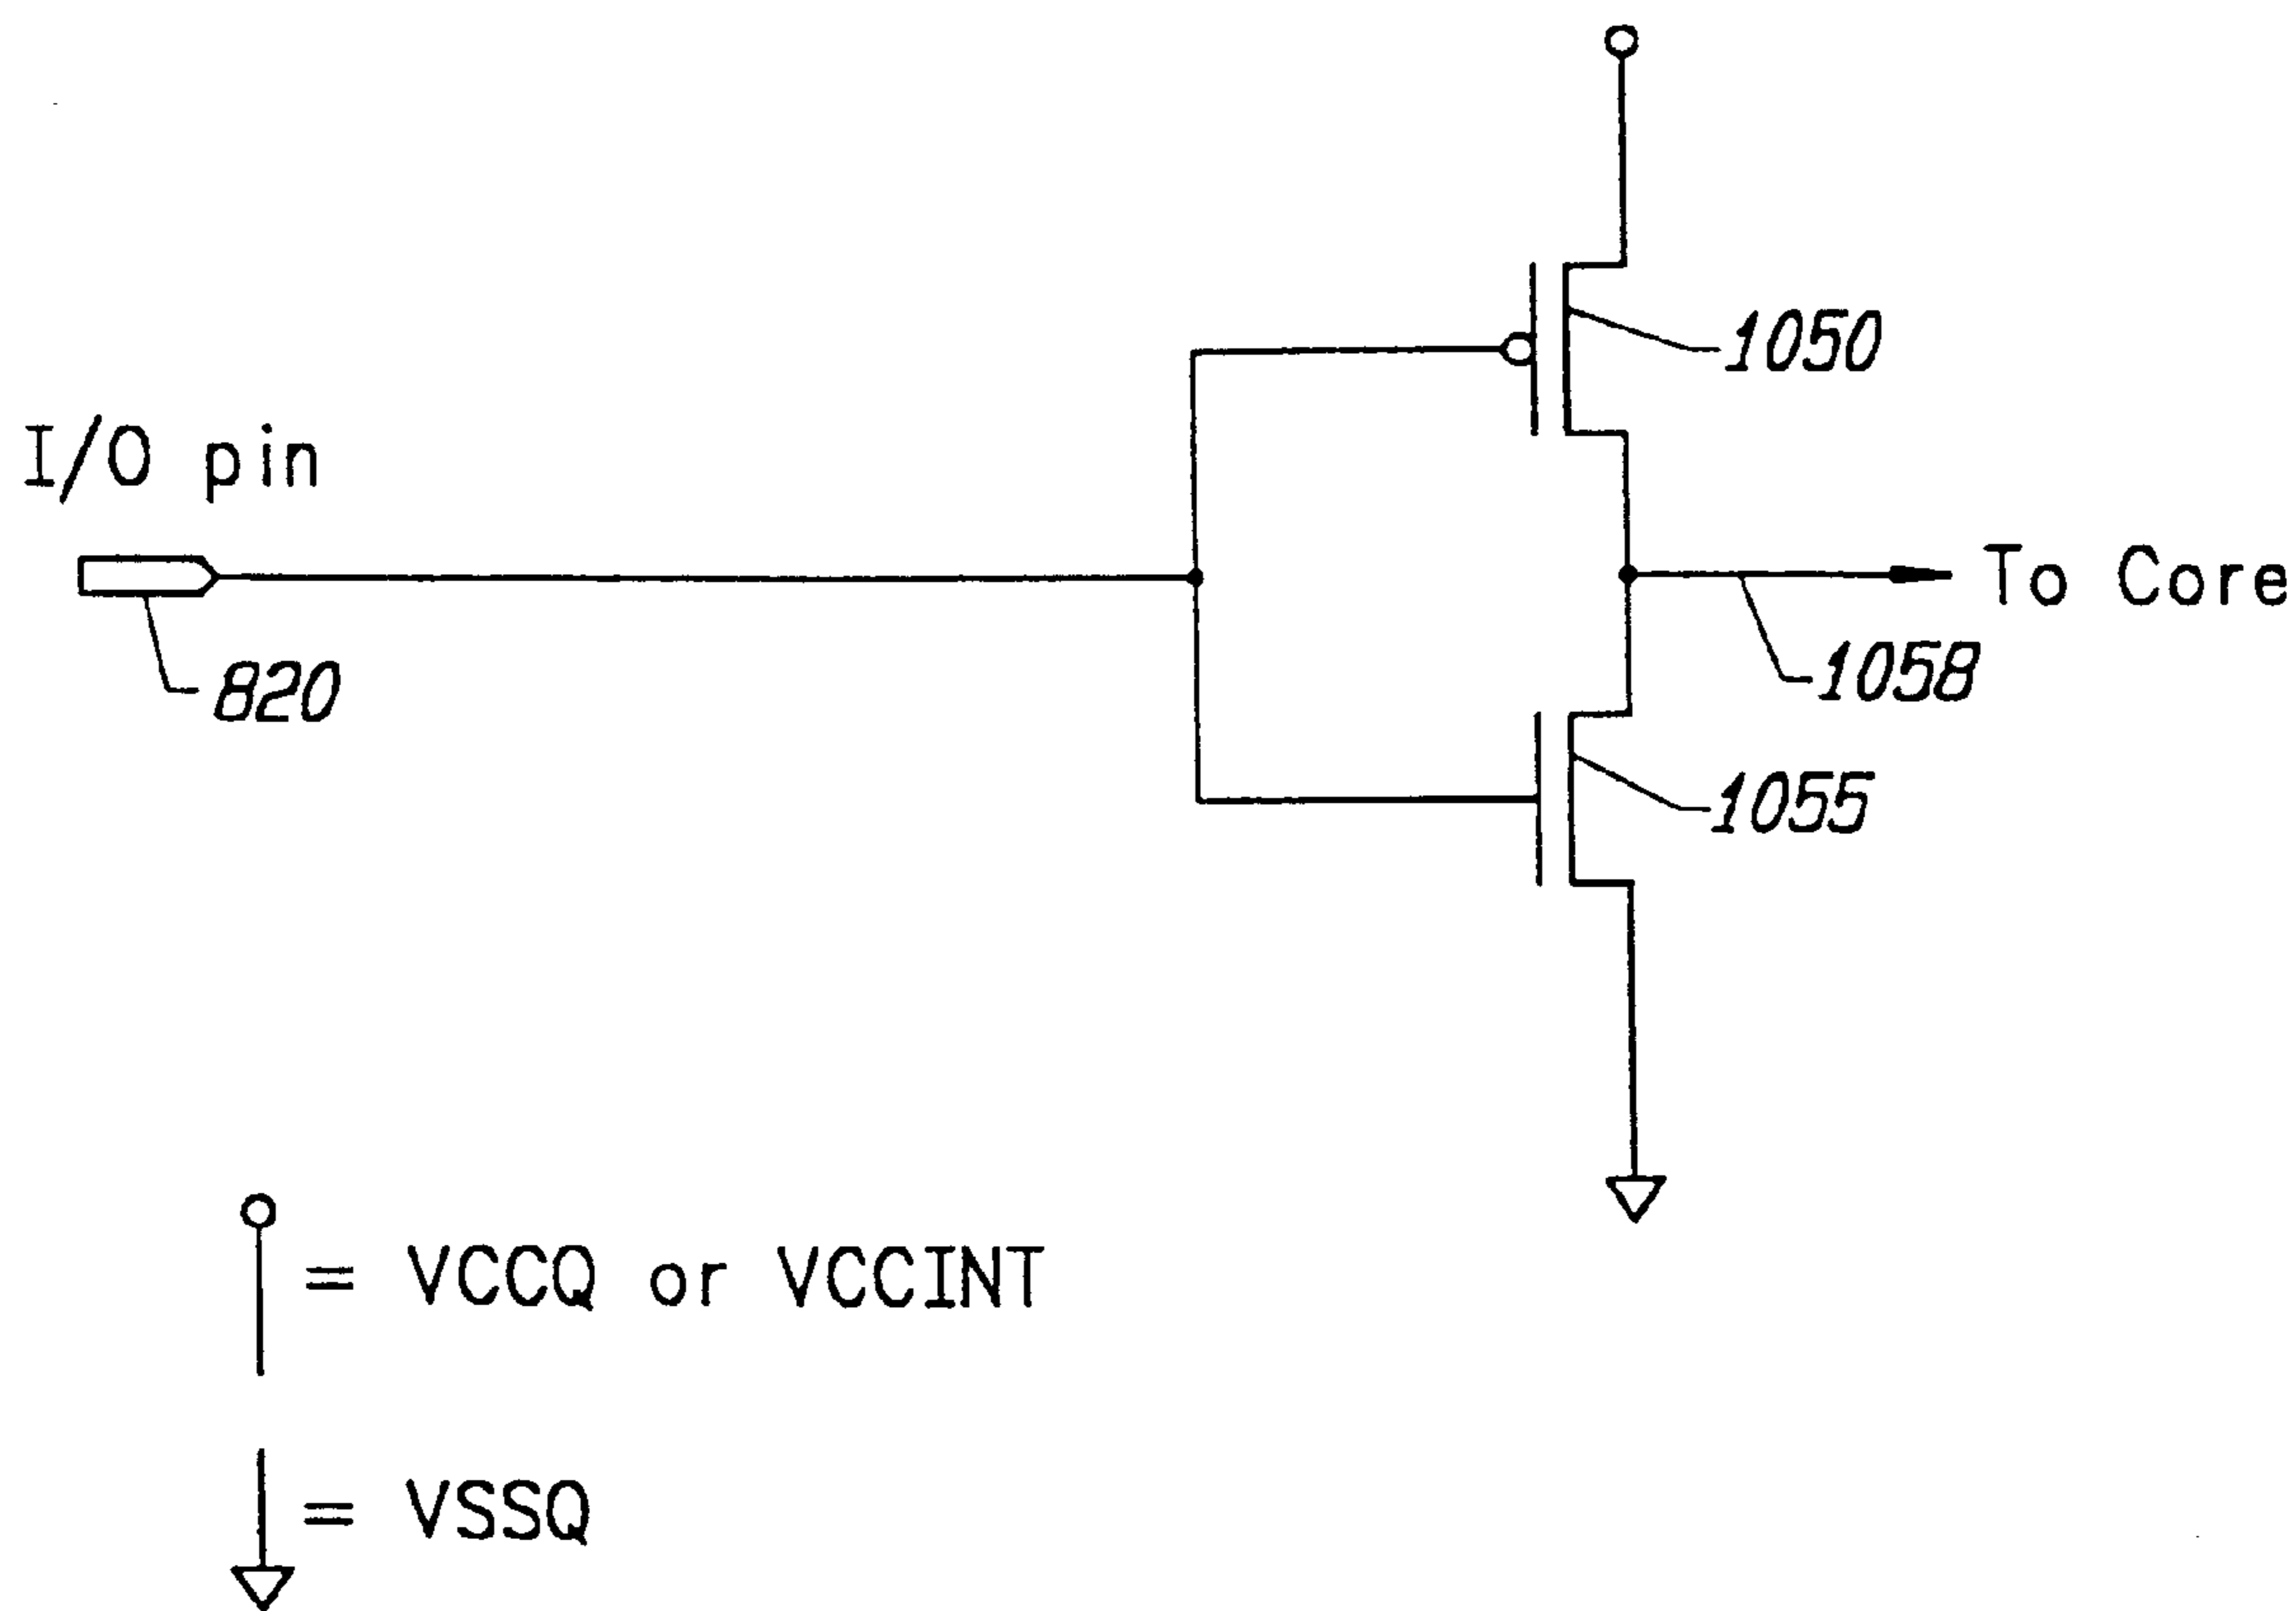 1050
I/O pin
To Core
820
1058
1055
= VCCQ or VCCINT
= VSSQ